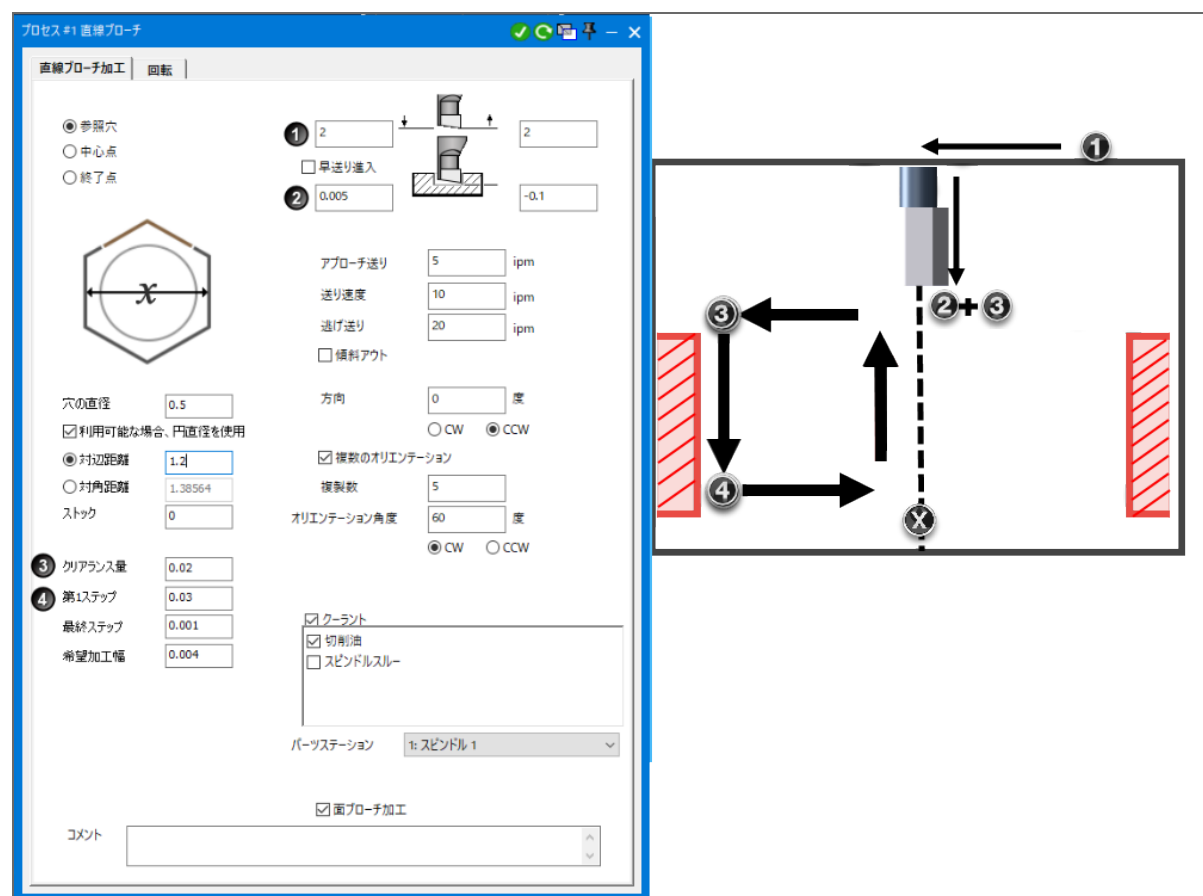 プロセス #1 直線ブローチ
直線ブローチ加工
回転
参照穴
中心点
終了点
x
穴の直径 0.5
利用可能な場合、円直径を使用
対辺距離 1.2
対角距離 1.38564
ストック 0
3 クリアランス量 0.02
4 第1ステップ 0.03
最終ステップ 0.001
希望加工幅 0.004
1 2 2
早送り進入
2 0.005 -0.1
アプローチ送り 5 ipm
送り速度 10 ipm
逃げ送り 20 ipm
傾斜アウト
方向 0 度
CW CCW
複数のオリエンテーション
複製数 5
オリエンテーション角度 60 度
CW CCW
クーラント
切削油
スピンドルスルー
パーツステーション 1: スピンドル 1
面ブローチ加工
コメント
1
2+3
3
4
X